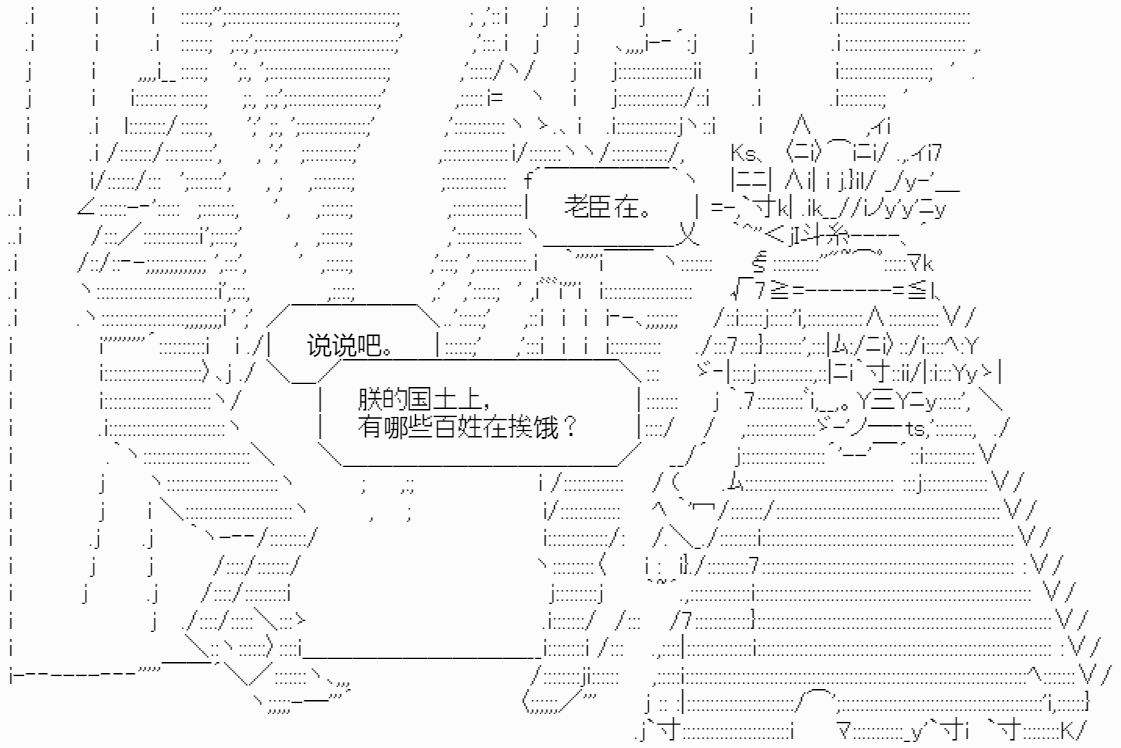 老臣在。
说说吧。
朕的国土上，
有哪些百姓在挨饿？